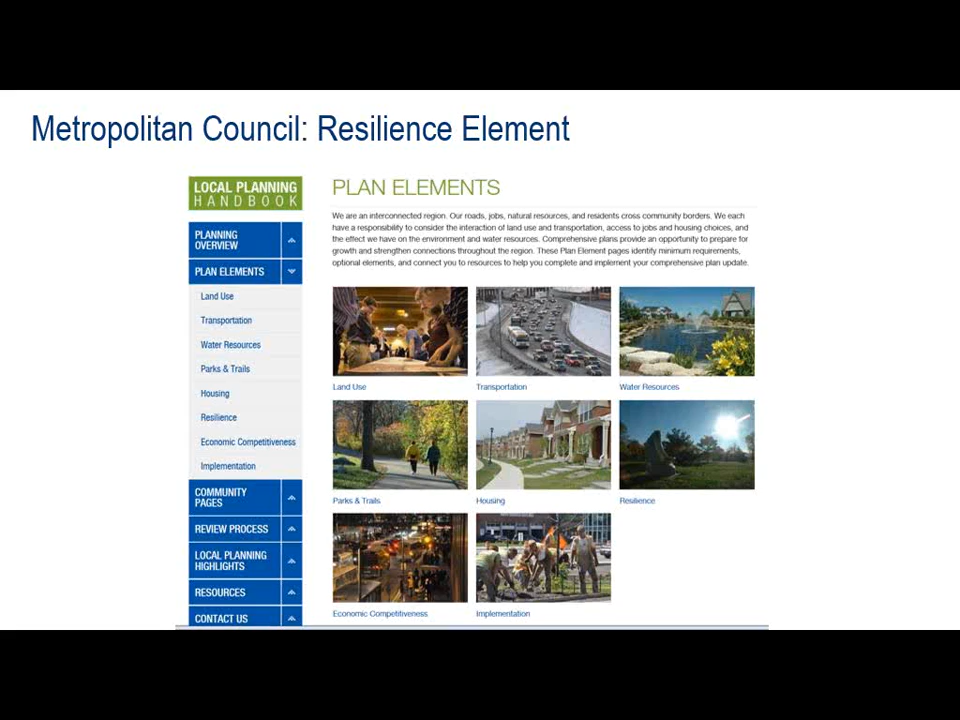 Metropolitan Council: Resilience Element
LOCAL PLANNING
HANDBOOK
PLANNING
OVERVIEW
PLAN ELEMENTS
Land Use
Transportation
Water Resources
Parks & Trails
Housing
Resilience
Economic Competitiveness
Implementation
COMMUNITY
PAGES
REVIEW PROCESS
LOCAL PLANNING
HIGHLIGHTS
RESOURCES
CONTACT US
PLAN ELEMENTS
We are an interconnected region. Our roads, jobs, natural resources, and residents cross community borders. We each
have a responsibility to consider the interaction of land use and transportation, access to jobs and housing choices, and
the effect we have on the environment and water resources. Comprehensive plans provide an opportunity to prepare for
growth and strengthen connections throughout the region. These Plan Element pages identify minimum requirements,
optional elements, and connect you to resources to help you complete and implement your comprehensive plan update.
Land Use
Transportation
Water Resources
Parks & Trails
Housing
Resilience
Economic Competitiveness
Implementation